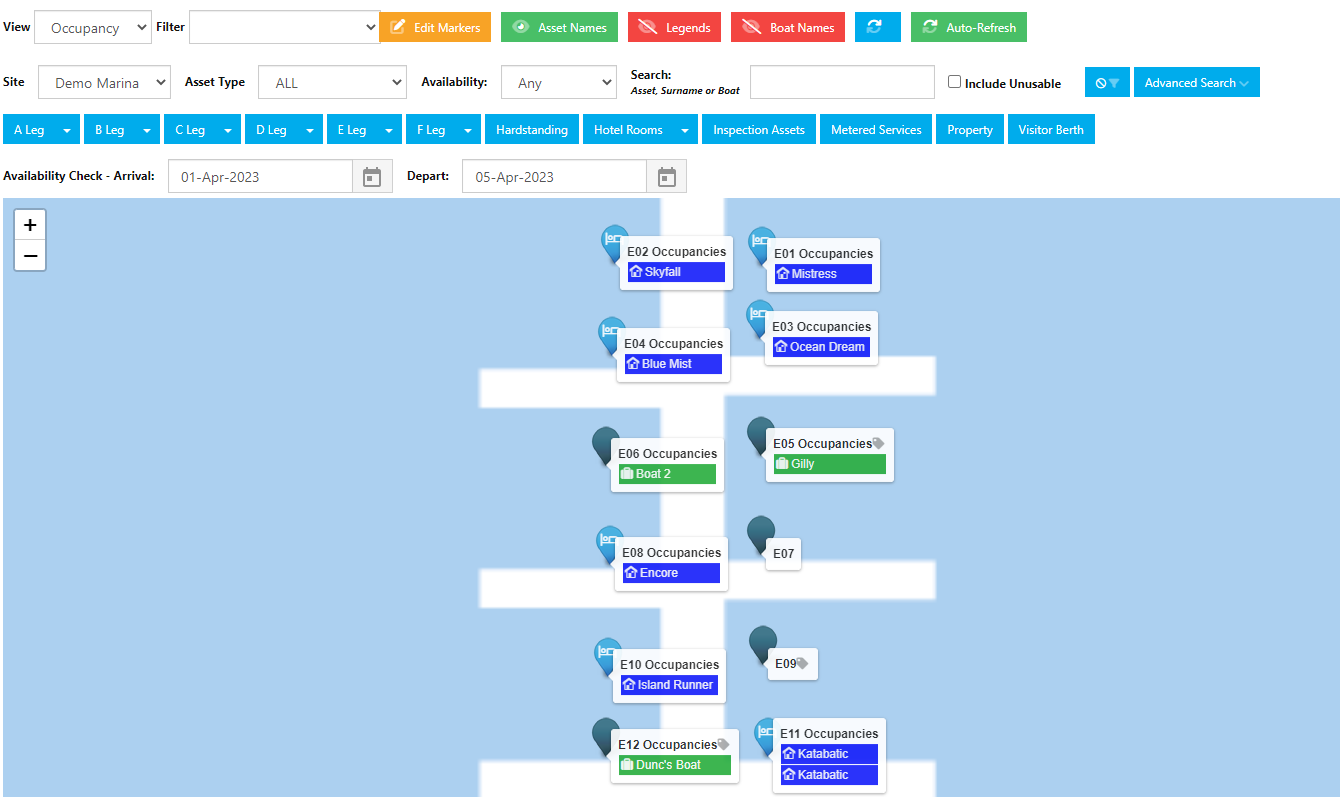 View Occupancy Filter Edit Markers Asset Names Legends Boat Names Auto-Refresh
Site Demo Marina Asset Type ALL Availability: Any Search: Include Unusable Advanced Search
Asset, Surname or Boat
A Leg B Leg C Leg D Leg E Leg F Leg Hardstanding Hotel Rooms Inspection Assets Metered Services Property Visitor Berth
Availability Check - Arrival: 01-Apr-2023 Depart: 05-Apr-2023
+
−
E02 Occupancies
Skyfall
E01 Occupancies
Mistress
E04 Occupancies
Blue Mist
E03 Occupancies
Ocean Dream
E06 Occupancies
Boat 2
E05 Occupancies
Gilly
E08 Occupancies
Encore
E07
E10 Occupancies
Island Runner
E09
E12 Occupancies
Dunc's Boat
E11 Occupancies
Katabatic
Katabatic